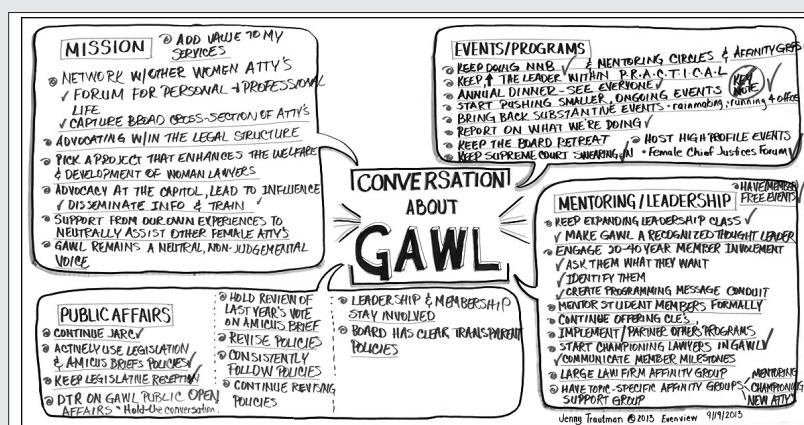 MISSION
ADD VALUE TO MY
SERVICES
NETWORK W/OTHER WOMEN ATTY'S
FORUM FOR PERSONAL + PROFESSIONAL
LIFE
CAPTURE BROAD CROSS-SECTION OF ATTY'S
ADVOCATING W/IN THE LEGAL STRUCTURE
PICK A PROJECT THAT ENHANCES THE WELFARE
& DEVELOPMENT OF WOMAN LAWYERS
ADVOCACY AT THE CAPITOL, LEAD TO INFLUENCE
DISSEMINATE INFO & TRAIN
SUPPORT FROM OUR OWN EXPERIENCES TO
NEUTRALLY ASSIST OTHER FEMALE ATTY'S
GAWL REMAINS A NEUTRAL, NON-JUDGEMENTAL
VOICE
EVENTS/PROGRAMS
KEEP DOING NNB & MENTORING CIRCLES & AFFINITY GRPS
KEEP ↑ THE LEADER WITHIN P.R.A.C.T.I.C.A.L
ANNUAL DINNER - SEE EVERYONE
KEY
NOTE
START PUSHING SMALLER, ONGOING EVENTS
BRING BACK SUBSTANTIVE EVENTS • rainmaking, running + office
REPORT ON WHAT WE'RE DOING
KEEP THE BOARD RETREAT
HOST HIGH PROFILE EVENTS
KEEP SUPREME COURT SWEARING IN
• Female Chief Justices Forum
CONVERSATION
ABOUT
GAWL
MENTORING/LEADERSHIP
HAVE MEMBER
FREE EVENTS
KEEP EXPANDING LEADERSHIP CLASS
MAKE GAWL A RECOGNIZED THOUGHT LEADER
ENGAGE 20-40 YEAR MEMBER INVOLEMENT
ASK THEM WHAT THEY WANT
IDENTIFY THEM
CREATE PROGRAMMING MESSAGE CONDUIT
MENTOR STUDENT MEMBERS FORMALLY
CONTINUE OFFERING CLE'S
IMPLEMENT/PARTNER OTHER PROGRAMS
START CHAMPIONING LAWYERS IN GAWL
COMMUNICATE MEMBER MILESTONES
LARGE LAW FIRM AFFINITY GROUP
HAVE TOPIC-SPECIFIC AFFINITY GROUPS
SUPPORT GROUP
MENTORING
CHAMPIONING
NEW ATTY
PUBLIC AFFAIRS
CONTINUE JARC
ACTIVELY USE LEGISLATION
& AMICUS BRIEFS POLICIES
KEEP LEGISLATIVE RECEPTION
DTR ON GAWL PUBLIC OPEN
AFFAIRS • Hold the conversation.
HOLD REVIEW OF
LAST YEAR'S VOTE
ON AMICUS BRIEF
REVISE POLICIES
CONSISTENTLY
FOLLOW POLICIES
CONTINUE REVISING
POLICIES
LEADERSHIP & MEMBERSHIP
STAY INVOLVED
BOARD HAS CLEAR, TRANSPARENT
POLICIES
Jenny Trautman © 2013 Evenview 9/19/2013